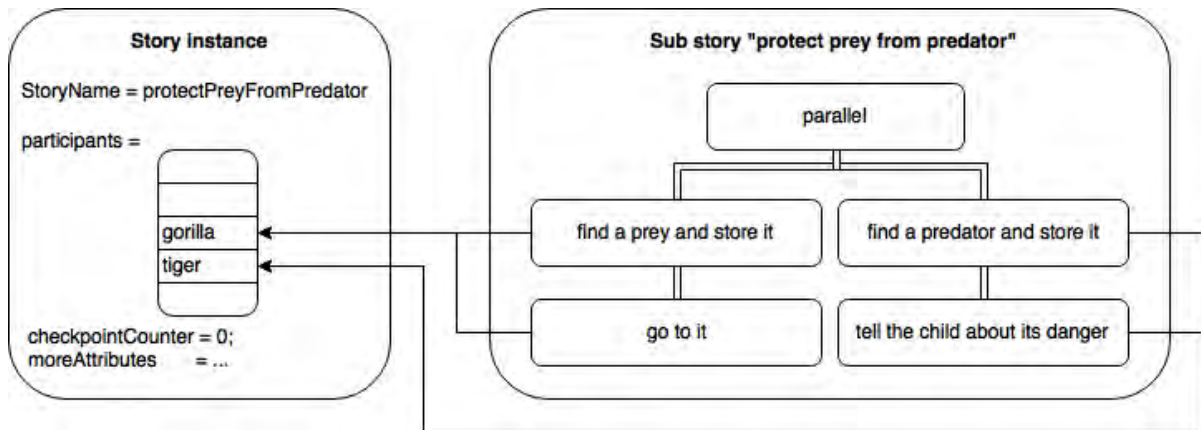 Story instance
StoryName = protectPreyFromPredator
participants =
gorilla
tiger
checkpointCounter = 0;
moreAttributes = ...
Sub story "protect prey from predator"
parallel
find a prey and store it
find a predator and store it
go to it
tell the child about its danger